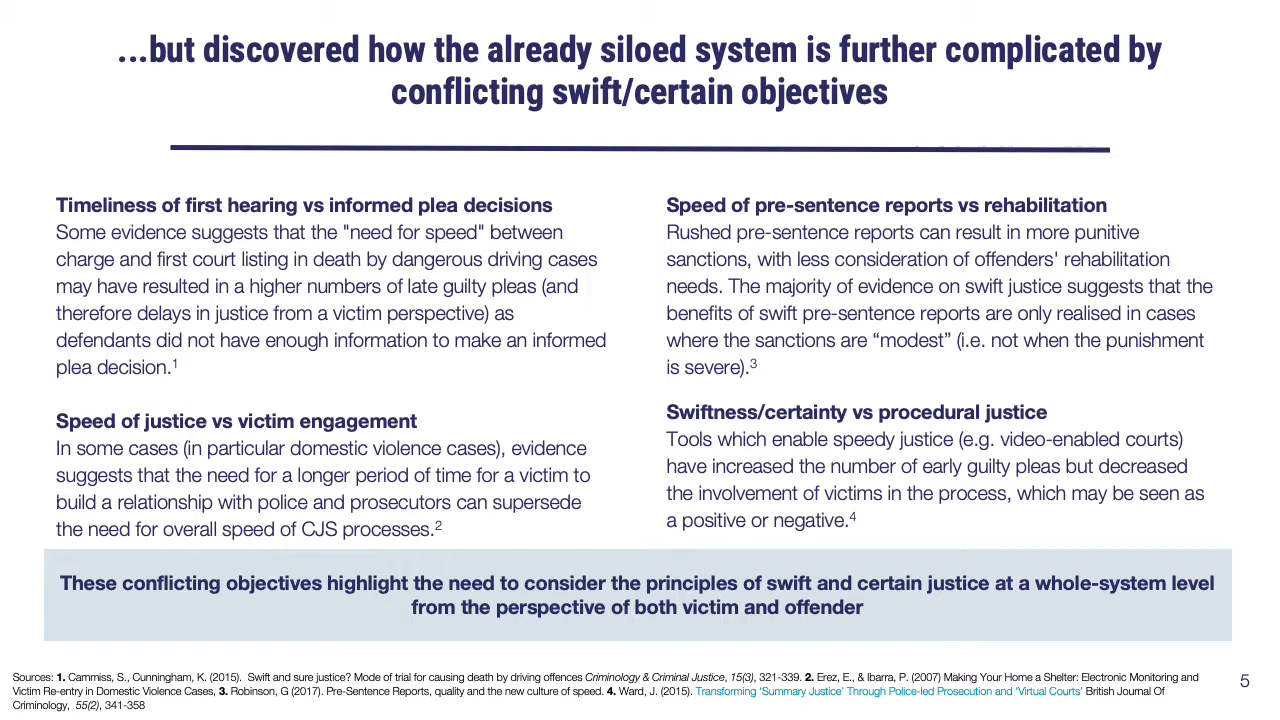 ...but discovered how the already siloed system is further complicated by
conflicting swift/certain objectives
Timeliness of first hearing vs informed plea decisions
Some evidence suggests that the "need for speed" between
charge and first court listing in death by dangerous driving cases
may have resulted in a higher numbers of late guilty pleas (and
therefore delays in justice from a victim perspective) as
defendants did not have enough information to make an informed
plea decision.1
Speed of justice vs victim engagement
In some cases (in particular domestic violence cases), evidence
suggests that the need for a longer period of time for a victim to
build a relationship with police and prosecutors can supersede
the need for overall speed of CJS processes.2
Speed of pre-sentence reports vs rehabilitation
Rushed pre-sentence reports can result in more punitive
sanctions, with less consideration of offenders' rehabilitation
needs. The majority of evidence on swift justice suggests that the
benefits of swift pre-sentence reports are only realised in cases
where the sanctions are “modest” (i.e. not when the punishment
is severe).3
Swiftness/certainty vs procedural justice
Tools which enable speedy justice (e.g. video-enabled courts)
have increased the number of early guilty pleas but decreased
the involvement of victims in the process, which may be seen as
a positive or negative.4
These conflicting objectives highlight the need to consider the principles of swift and certain justice at a whole-system level
from the perspective of both victim and offender
Sources: 1. Cammiss, S., Cunningham, K. (2015). Swift and sure justice? Mode of trial for causing death by driving offences Criminology & Criminal Justice, 15(3), 321-339. 2. Erez, E., & Ibarra, P. (2007) Making Your Home a Shelter: Electronic Monitoring and
Victim Re-entry in Domestic Violence Cases, 3. Robinson, G (2017). Pre-Sentence Reports, quality and the new culture of speed. 4. Ward, J. (2015). Transforming ‘Summary Justice’ Through Police-led Prosecution and ‘Virtual Courts’ British Journal Of
Criminology, 55(2), 341-358
5